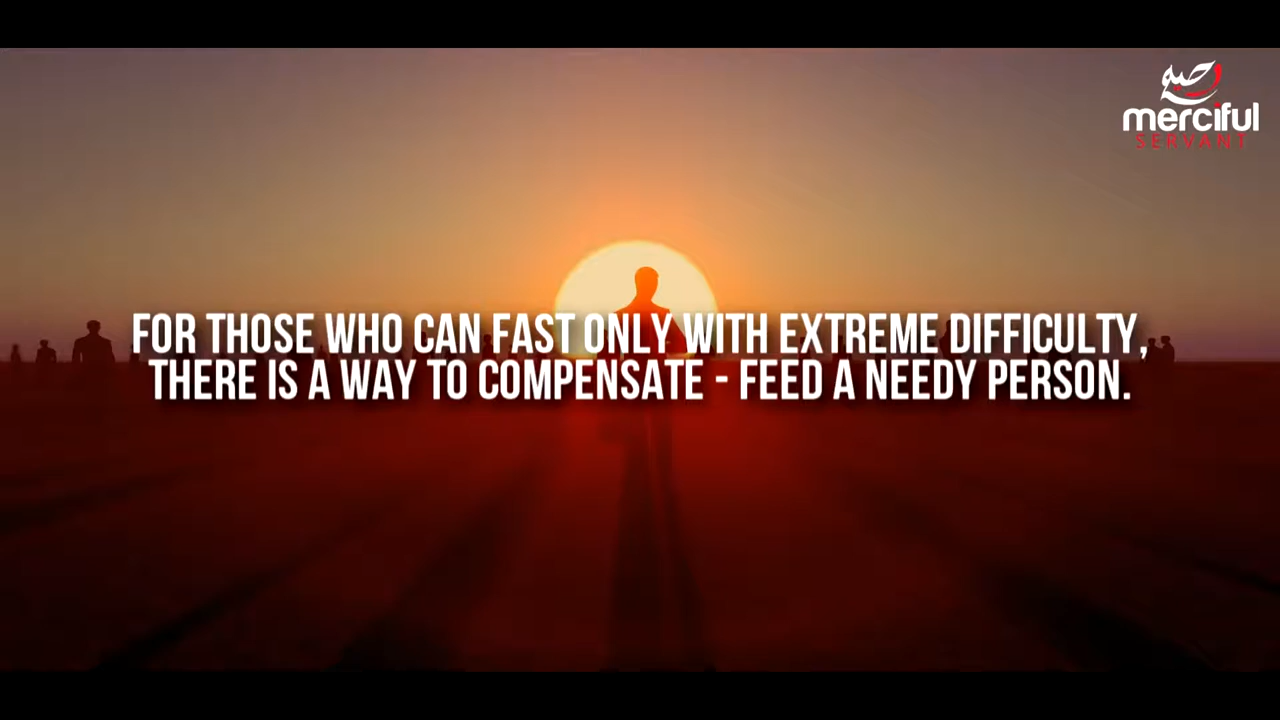 merciful
SERVANT
FOR THOSE WHO CAN FAST ONLY WITH EXTREME DIFFICULTY,
THERE IS A WAY TO COMPENSATE - FEED A NEEDY PERSON.